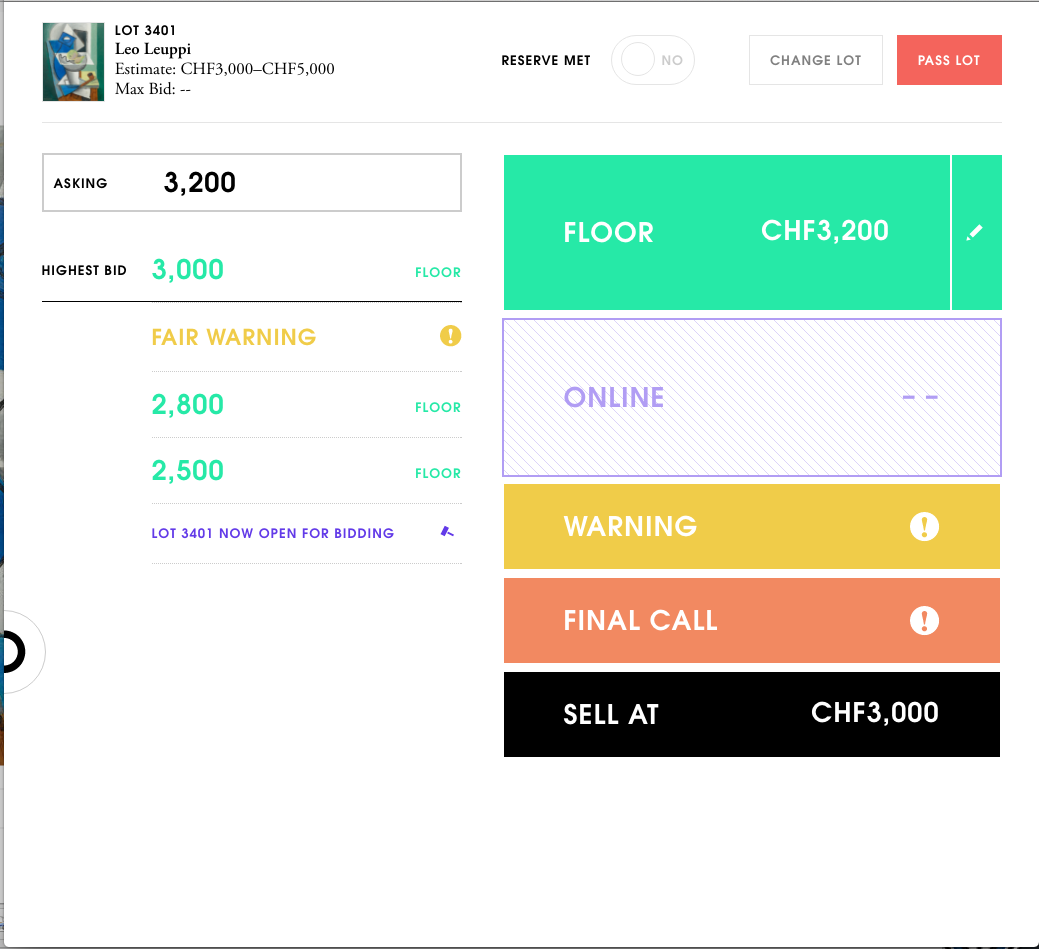 LOT 3401
Leo Leuppi
Estimate: CHF3,000–CHF5,000
Max Bid: --
RESERVE MET NO
CHANGE LOT
PASS LOT
ASKING 3,200
HIGHEST BID 3,000 FLOOR
FAIR WARNING
2,800 FLOOR
2,500 FLOOR
LOT 3401 NOW OPEN FOR BIDDING
FLOOR CHF3,200
ONLINE – –
WARNING
FINAL CALL
SELL AT CHF3,000